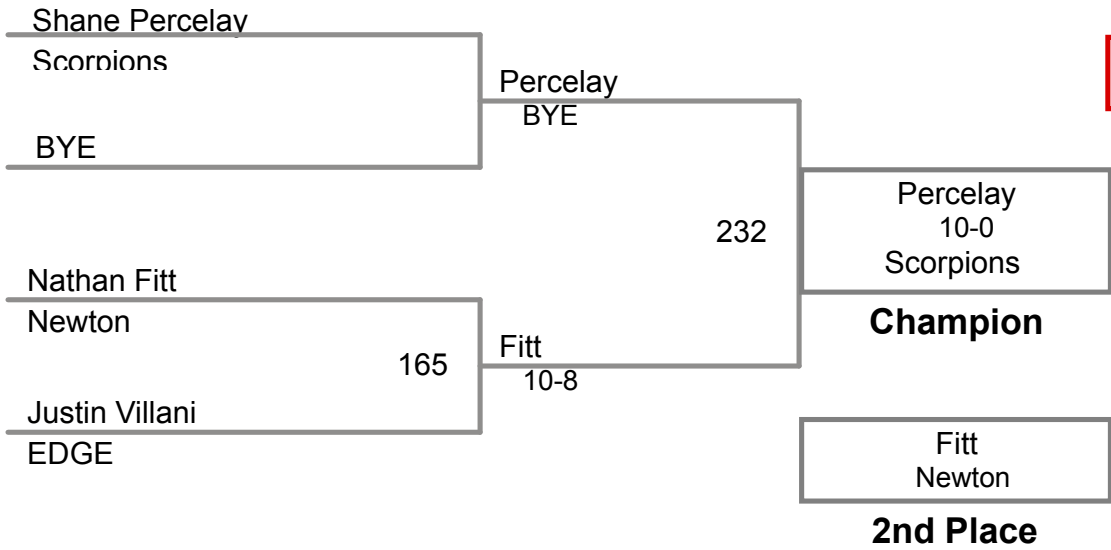 Shane Percelay
Scorpions
BYE
Percelay
BYE
Nathan Fitt
Newton
165
Justin Villani
EDGE
Fitt
10-8
232
Percelay
10-0
Scorpions
Champion
Fitt
Newton
2nd Place